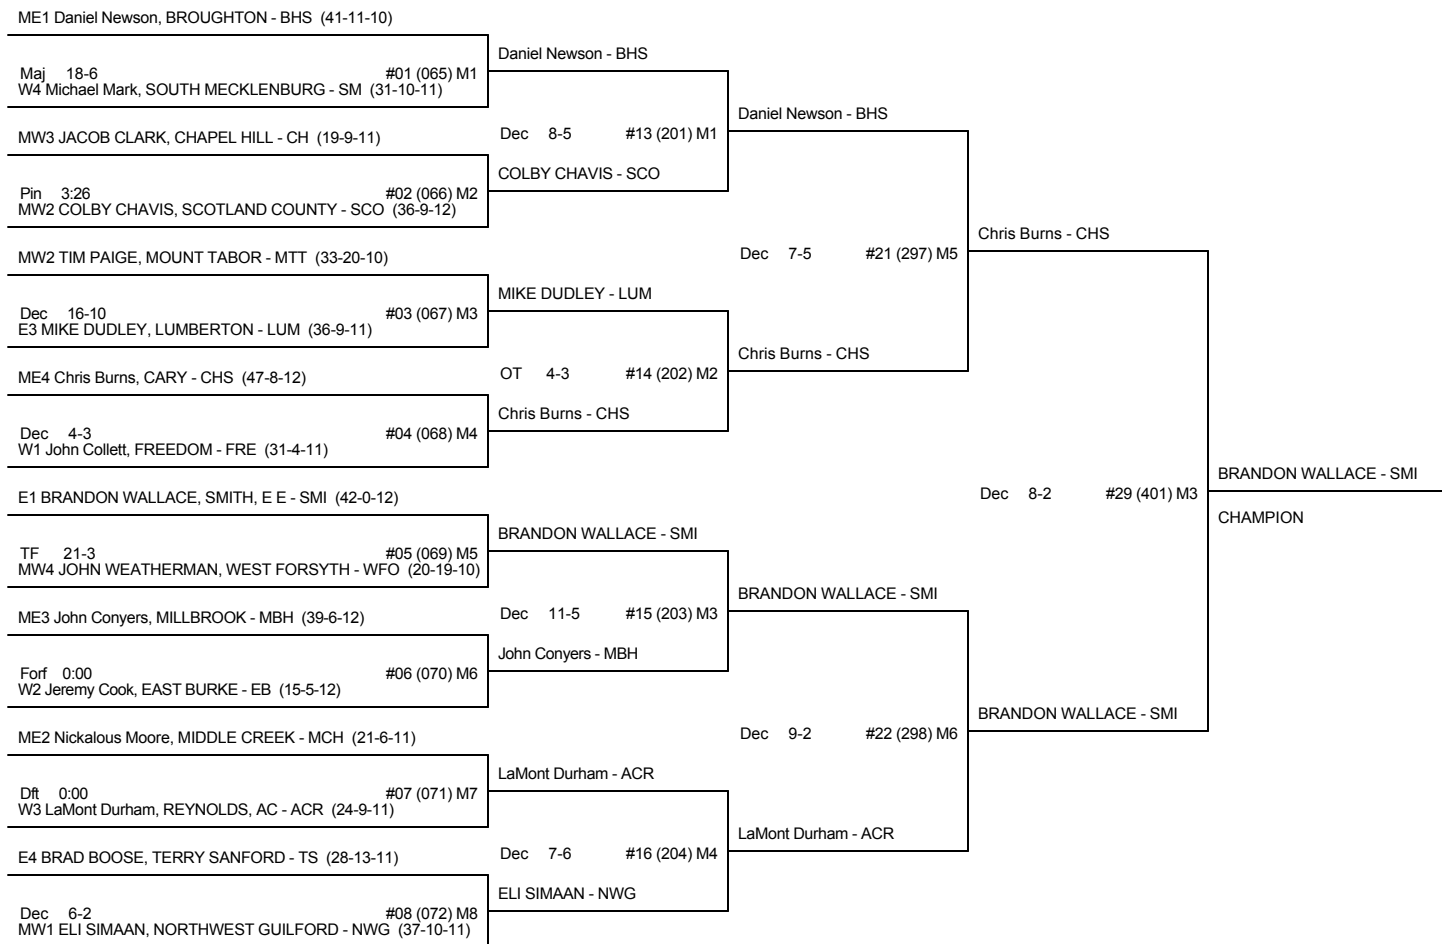 ME1 Daniel Newson, BROUGHTON - BHS (41-11-10)
Daniel Newson - BHS
Maj 18-6 #01 (065) M1
W4 Michael Mark, SOUTH MECKLENBURG - SM (31-10-11)
Daniel Newson - BHS
MW3 JACOB CLARK, CHAPEL HILL - CH (19-9-11)
Dec 8-5 #13 (201) M1
COLBY CHAVIS - SCO
Pin 3:26 #02 (066) M2
MW2 COLBY CHAVIS, SCOTLAND COUNTY - SCO (36-9-12)
Chris Burns - CHS
MW2 TIM PAIGE, MOUNT TABOR - MTT (33-20-10)
Dec 7-5 #21 (297) M5
MIKE DUDLEY - LUM
Dec 16-10 #03 (067) M3
E3 MIKE DUDLEY, LUMBERTON - LUM (36-9-11)
Chris Burns - CHS
ME4 Chris Burns, CARY - CHS (47-8-12)
OT 4-3 #14 (202) M2
Chris Burns - CHS
Dec 4-3 #04 (068) M4
W1 John Collett, FREEDOM - FRE (31-4-11)
BRANDON WALLACE - SMI
E1 BRANDON WALLACE, SMITH, E E - SMI (42-0-12)
Dec 8-2 #29 (401) M3
CHAMPION
BRANDON WALLACE - SMI
TF 21-3 #05 (069) M5
MW4 JOHN WEATHERMAN, WEST FORSYTH - WFO (20-19-10)
BRANDON WALLACE - SMI
ME3 John Conyers, MILLBROOK - MBH (39-6-12)
Dec 11-5 #15 (203) M3
John Conyers - MBH
Forf 0:00 #06 (070) M6
W2 Jeremy Cook, EAST BURKE - EB (15-5-12)
BRANDON WALLACE - SMI
ME2 Nickalous Moore, MIDDLE CREEK - MCH (21-6-11)
Dec 9-2 #22 (298) M6
LaMont Durham - ACR
Dft 0:00 #07 (071) M7
W3 LaMont Durham, REYNOLDS, AC - ACR (24-9-11)
LaMont Durham - ACR
E4 BRAD BOOSE, TERRY SANFORD - TS (28-13-11)
Dec 7-6 #16 (204) M4
ELI SIMAAN - NWG
Dec 6-2 #08 (072) M8
MW1 ELI SIMAAN, NORTHWEST GUILFORD - NWG (37-10-11)